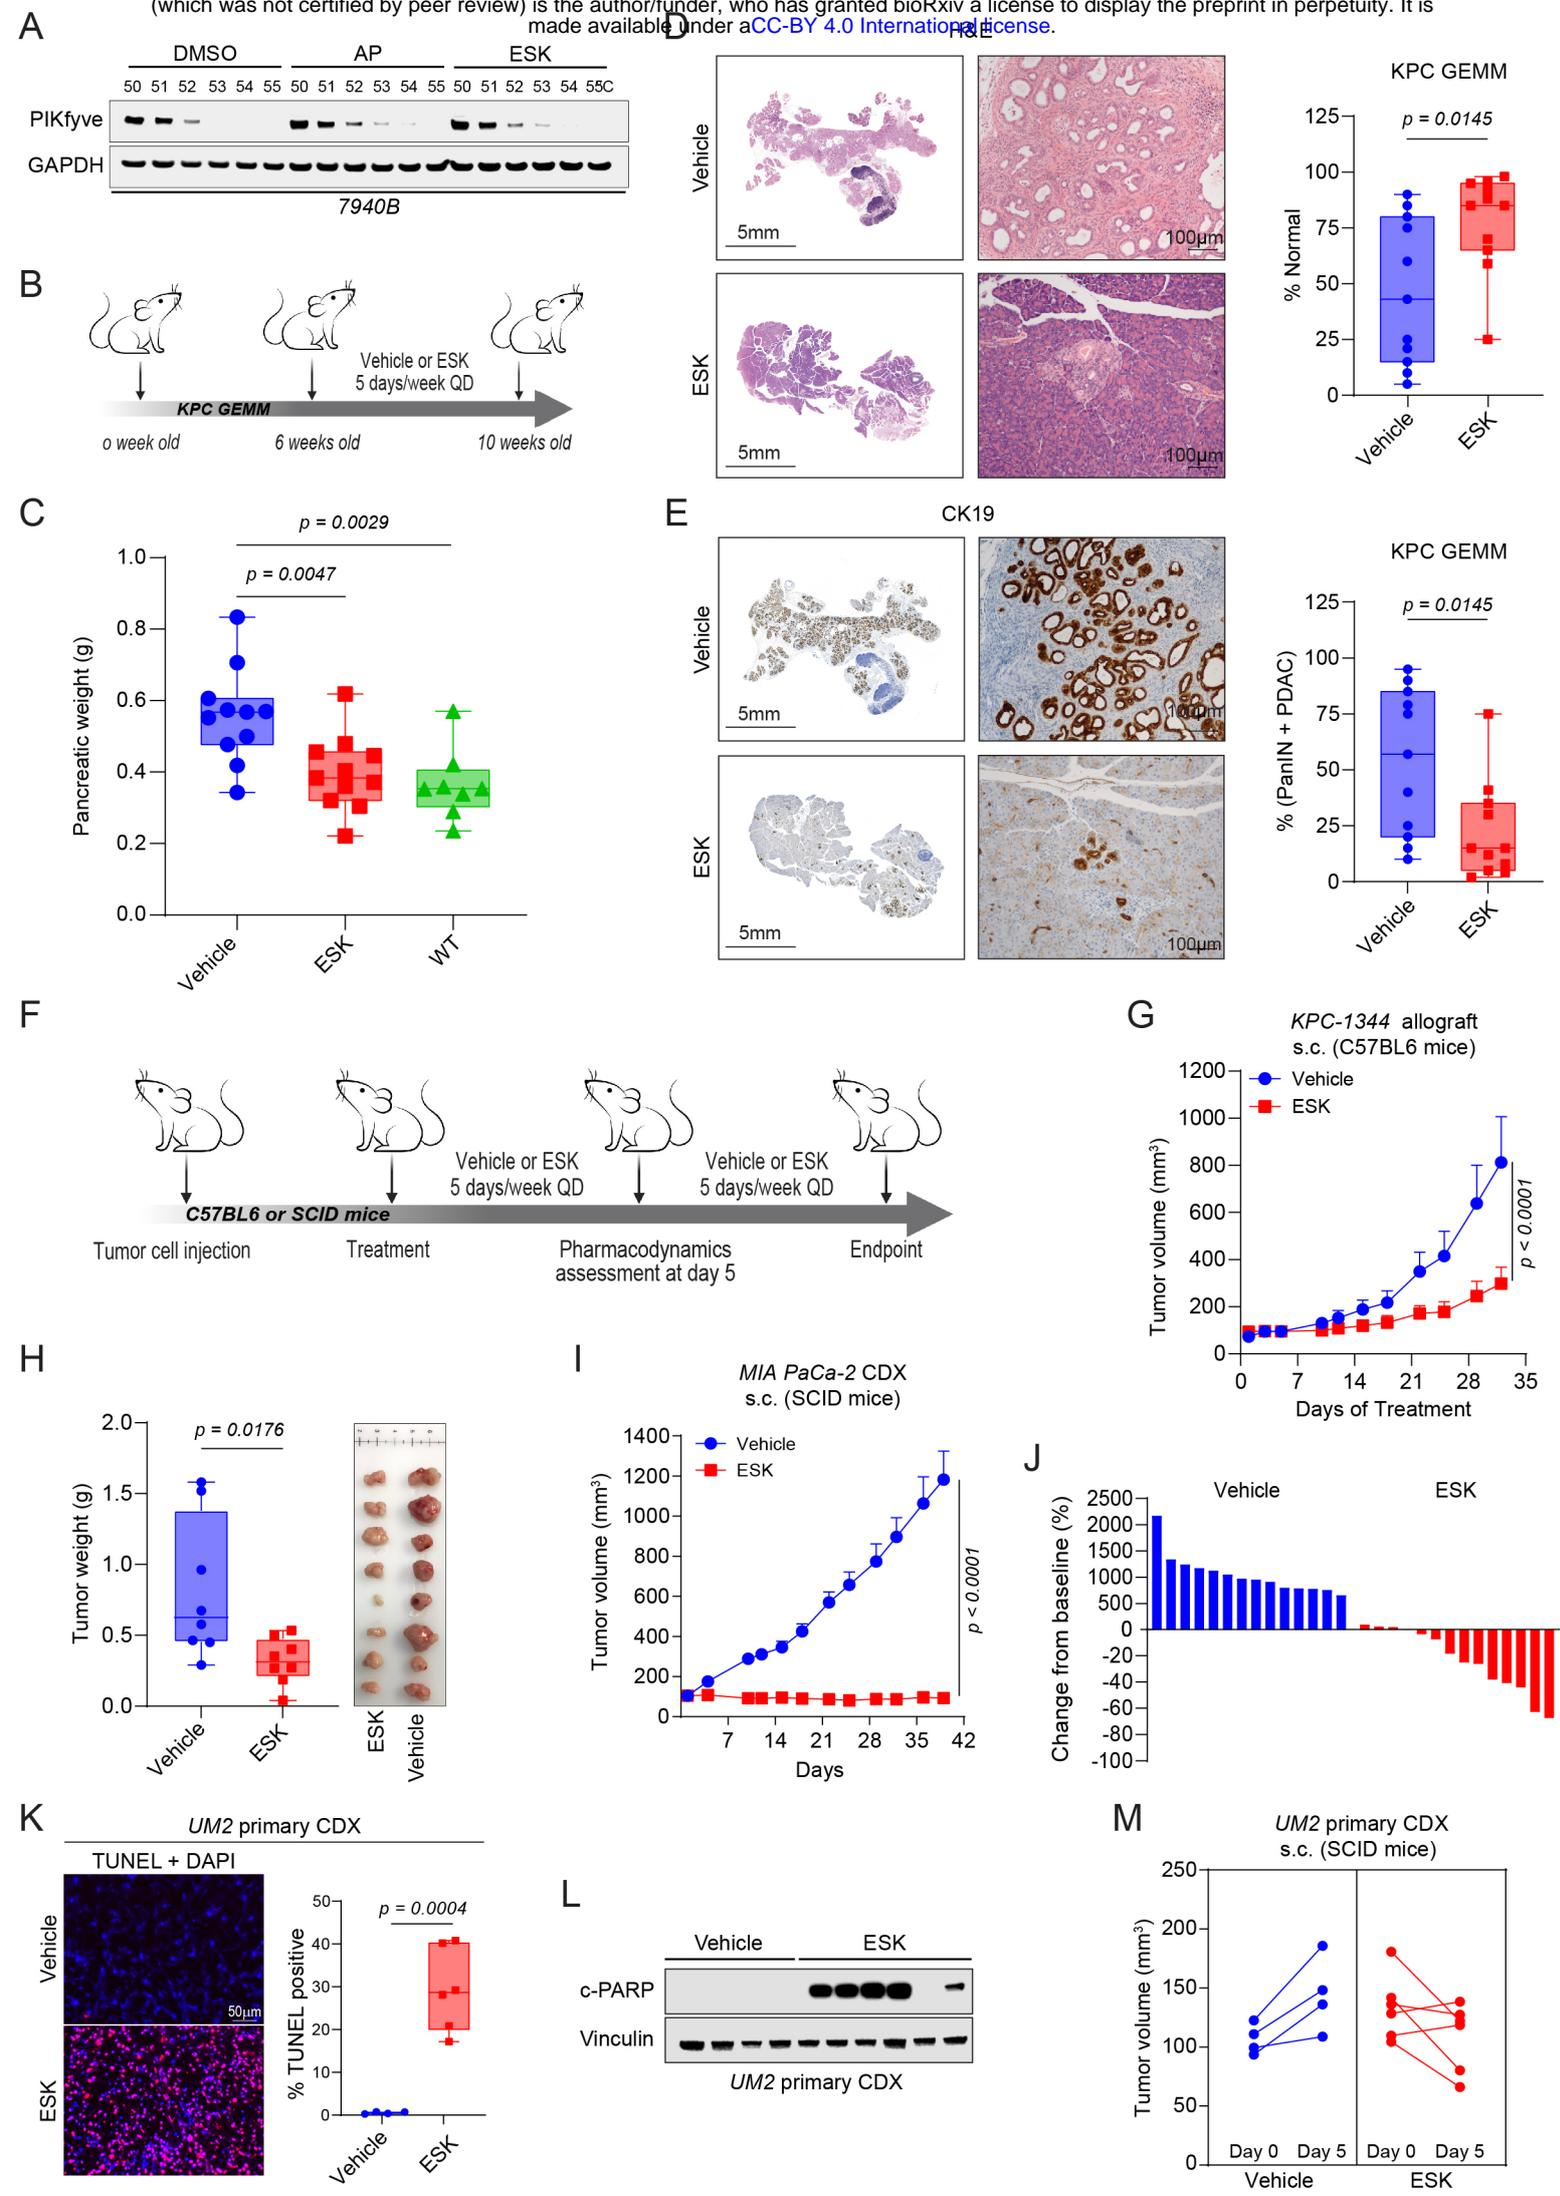 (which was not certified by peer review) is the author/funder, who has granted bioRxiv a license to display the preprint in perpetuity. It is
made available under aCC-BY 4.0 International license.
A
DMSO AP ESK
50 51 52 53 54 55 50 51 52 53 54 55 50 51 52 53 54 55C
PIKfyve
GAPDH
7940B
B
Vehicle or ESK
5 days/week QD
KPC GEMM
o week old 6 weeks old 10 weeks old
C
p = 0.0029
p = 0.0047
Pancreatic weight (g)
1.0
0.8
0.6
0.4
0.2
0.0
Vehicle ESK WT
D
H&E
Vehicle
5mm 100µm
ESK
5mm 100µm
KPC GEMM
p = 0.0145
% Normal
125
100
75
50
25
0
Vehicle ESK
E
CK19
Vehicle
5mm 100µm
ESK
5mm 100µm
KPC GEMM
p = 0.0145
% (PanIN + PDAC)
125
100
75
50
25
0
Vehicle ESK
F
Vehicle or ESK Vehicle or ESK
5 days/week QD 5 days/week QD
C57BL6 or SCID mice
Tumor cell injection Treatment Pharmacodynamics Endpoint
assessment at day 5
G
KPC-1344 allograft
s.c. (C57BL6 mice)
Vehicle
ESK
Tumor volume (mm³)
1200
1000
800
600
400
200
0
p < 0.0001
0 7 14 21 28 35
Days of Treatment
H
p = 0.0176
Tumor weight (g)
2.0
1.5
1.0
0.5
0.0
Vehicle ESK
ESK Vehicle
I
MIA PaCa-2 CDX
s.c. (SCID mice)
Vehicle
ESK
Tumor volume (mm³)
1400
1200
1000
800
600
400
200
0
p < 0.0001
7 14 21 28 35 42
Days
J
Vehicle ESK
Change from baseline (%)
2500
2000
1500
1000
500
0
-20
-40
-60
-80
-100
K
UM2 primary CDX
TUNEL + DAPI
Vehicle
50µm
ESK
p = 0.0004
% TUNEL positive
50
40
30
20
10
0
Vehicle ESK
L
Vehicle ESK
c-PARP
Vinculin
UM2 primary CDX
M
UM2 primary CDX
s.c. (SCID mice)
Tumor volume (mm³)
250
200
150
100
50
0
Day 0 Day 5 Day 0 Day 5
Vehicle ESK